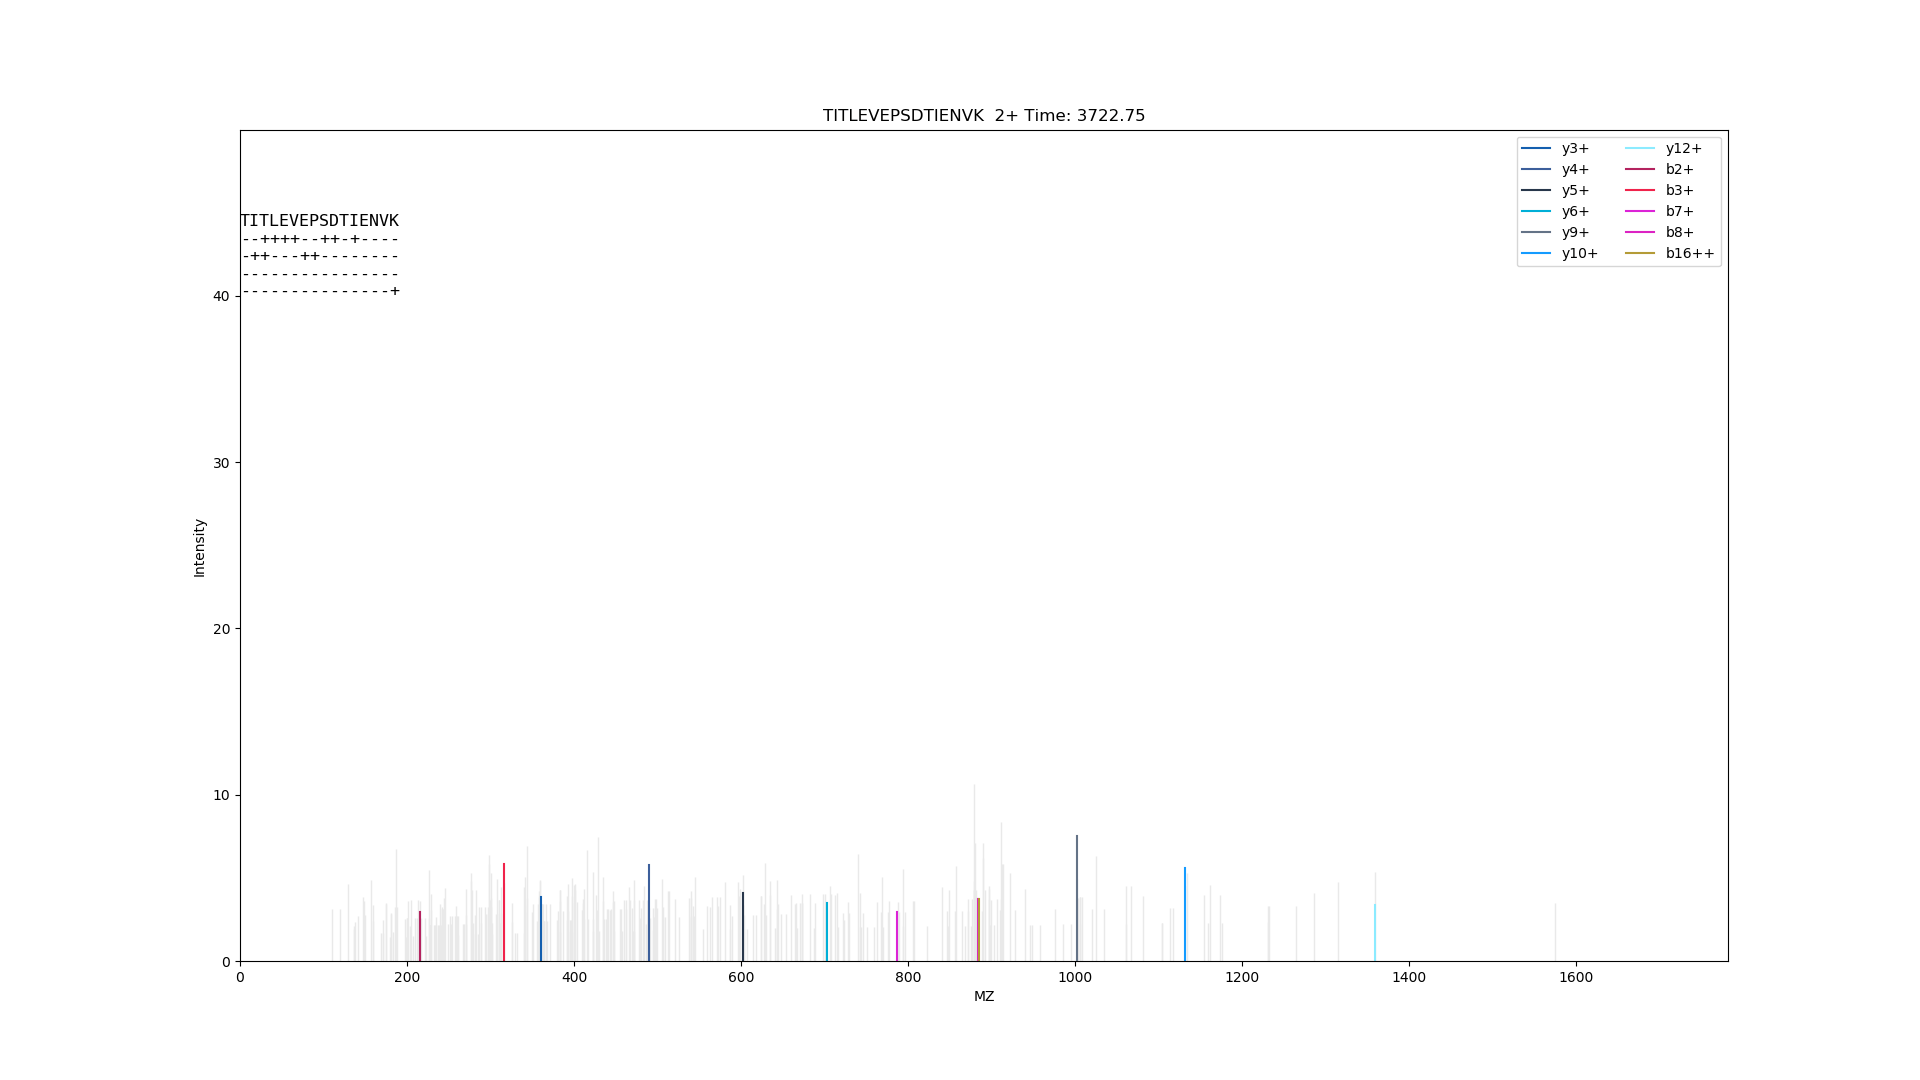 TITLEVEPSDTIENVK  2+ Time: 3722.75
y3+
y4+
y5+
y6+
y9+
y10+
y12+
b2+
b3+
b7+
b8+
b16++
TITLEVEPSDTIENVK
--++++--++-+----
-++---++--------
----------------
---------------+
40
30
20
10
0
Intensity
0 200 400 600 800 1000 1200 1400 1600
MZ